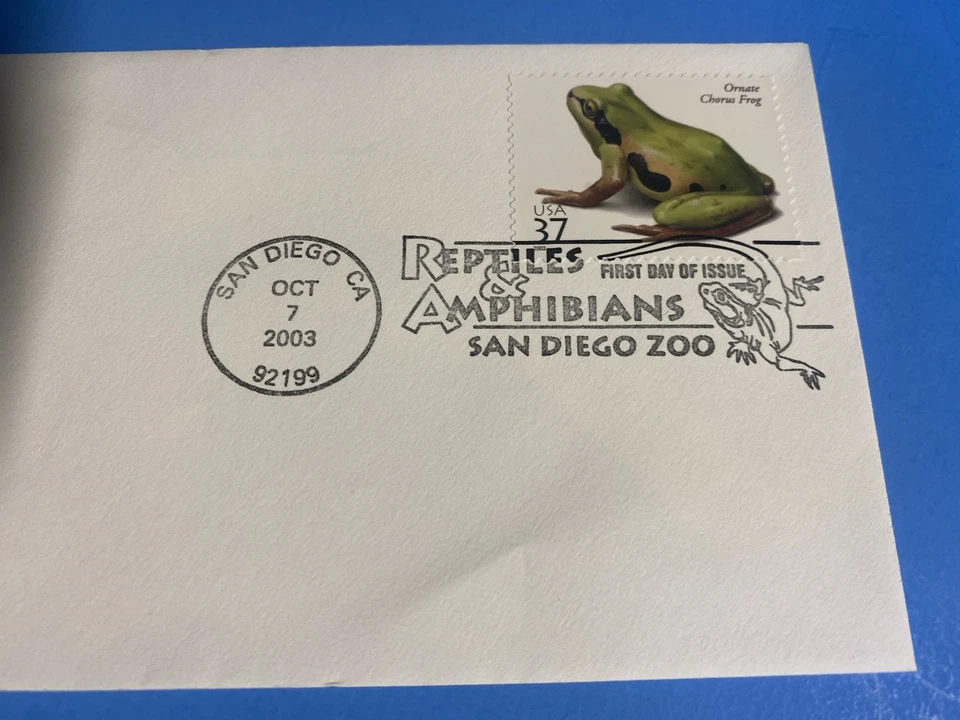 Ornate
Chorus Frog
USA
37
SAN DIEGO CA
OCT
7
2003
92199
REPTILES
&
AMPHIBIANS
FIRST DAY OF ISSUE
SAN DIEGO ZOO